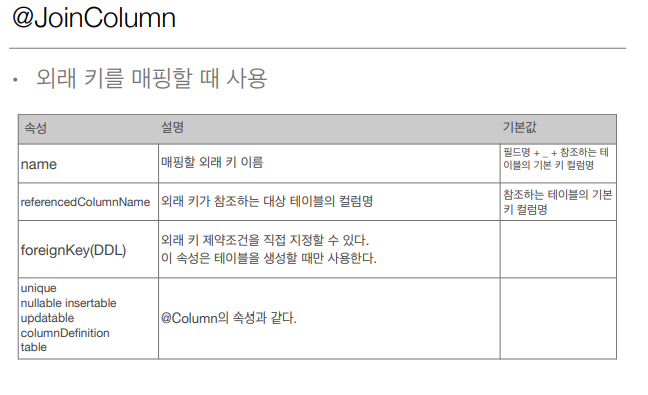 @JoinColumn
• 외래 키를 매핑할 때 사용
속성 설명 기본값
name 매핑할 외래 키 이름 필드명 + _ + 참조하는 테
이블의 기본 키 컬럼명
referencedColumnName 외래 키가 참조하는 대상 테이블의 컬럼명 참조하는 테이블의 기본
키 컬럼명
foreignKey(DDL) 외래 키 제약조건을 직접 지정할 수 있다.
이 속성은 테이블을 생성할 때만 사용한다.
unique
nullable insertable
updatable
columnDefinition
table
@Column의 속성과 같다.